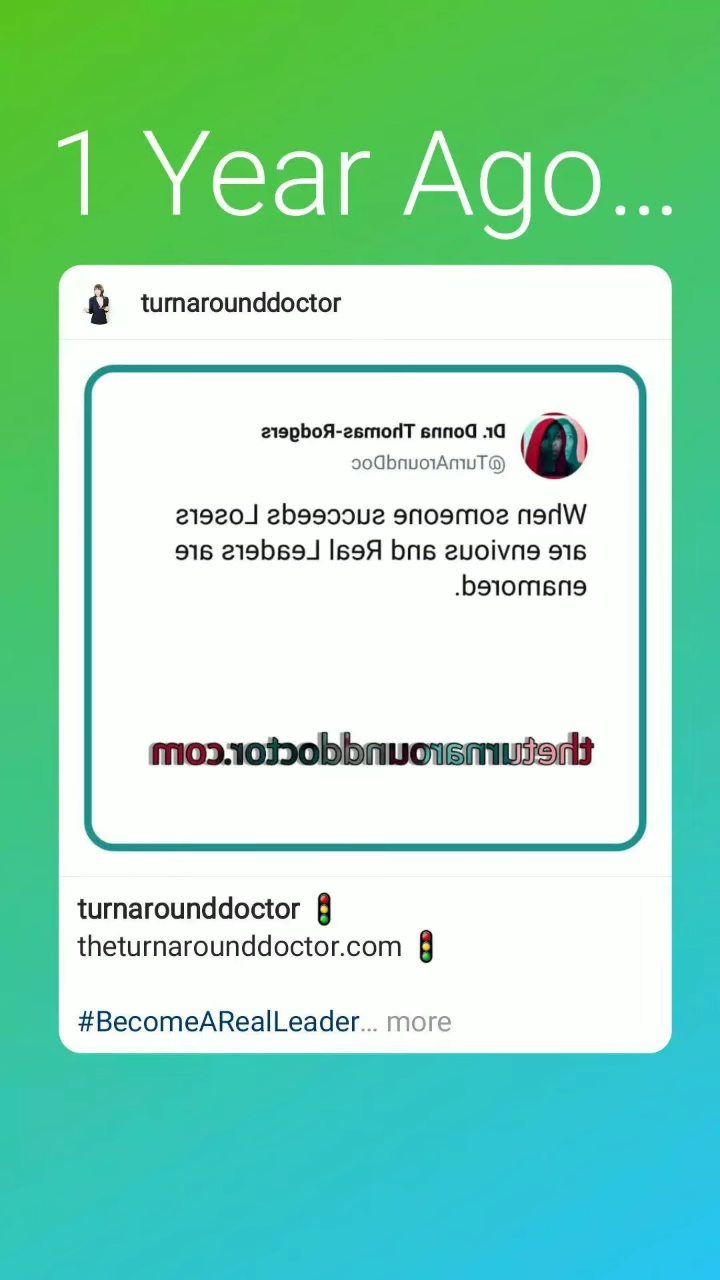 1 Year Ago...
turnarounddoctor
Dr. Donna Thomas-Rodgers
@TurnAroundDoc
When someone succeeds Losers
are envious and Real Leaders are
enamored.
theturnarounddoctor.com
turnarounddoctor 🚦
theturnarounddoctor.com 🚦
#BecomeARealLeader... more